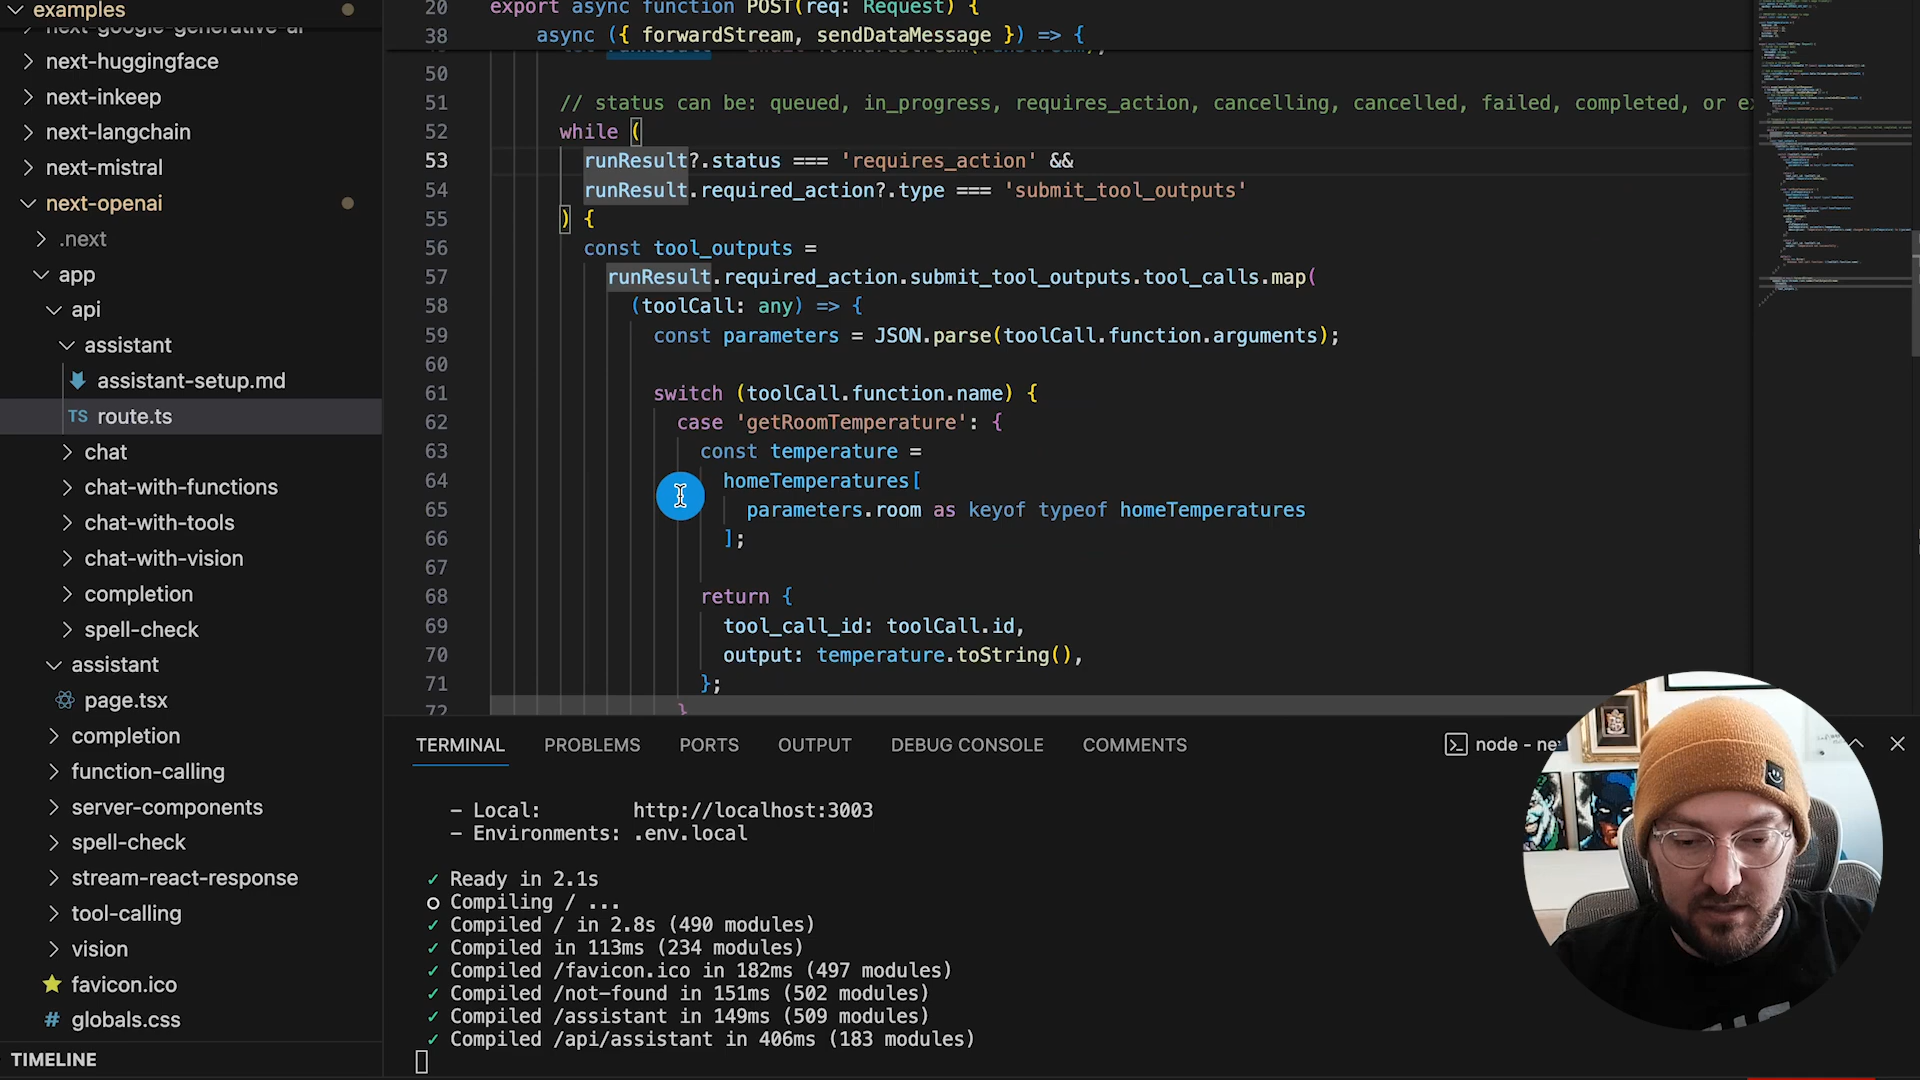 examples
next-google-generative-ai
next-huggingface
next-inkeep
next-langchain
next-mistral
next-openai
.next
app
api
assistant
assistant-setup.md
TS route.ts
chat
chat-with-functions
chat-with-tools
chat-with-vision
completion
spell-check
assistant
page.tsx
completion
function-calling
server-components
spell-check
stream-react-response
tool-calling
vision
favicon.ico
# globals.css
TIMELINE
20 export async function POST(req: Request) {
38 async ({ forwardStream, sendDataMessage }) => {
50
51 // status can be: queued, in_progress, requires_action, cancelling, cancelled, failed, completed, or e
52 while (
53 runResult?.status === 'requires_action' &&
54 runResult.required_action?.type === 'submit_tool_outputs'
55 ) {
56 const tool_outputs =
57 runResult.required_action.submit_tool_outputs.tool_calls.map(
58 (toolCall: any) => {
59 const parameters = JSON.parse(toolCall.function.arguments);
60
61 switch (toolCall.function.name) {
62 case 'getRoomTemperature': {
63 const temperature =
64 homeTemperatures[
65 parameters.room as keyof typeof homeTemperatures
66 ];
67
68 return {
69 tool_call_id: toolCall.id,
70 output: temperature.toString(),
71 };
72 }
TERMINAL PROBLEMS PORTS OUTPUT DEBUG CONSOLE COMMENTS node - ne
- Local: http://localhost:3003
- Environments: .env.local
✓ Ready in 2.1s
○ Compiling / ...
✓ Compiled / in 2.8s (490 modules)
✓ Compiled in 113ms (234 modules)
✓ Compiled /favicon.ico in 182ms (497 modules)
✓ Compiled /not-found in 151ms (502 modules)
✓ Compiled /assistant in 149ms (509 modules)
✓ Compiled /api/assistant in 406ms (183 modules)